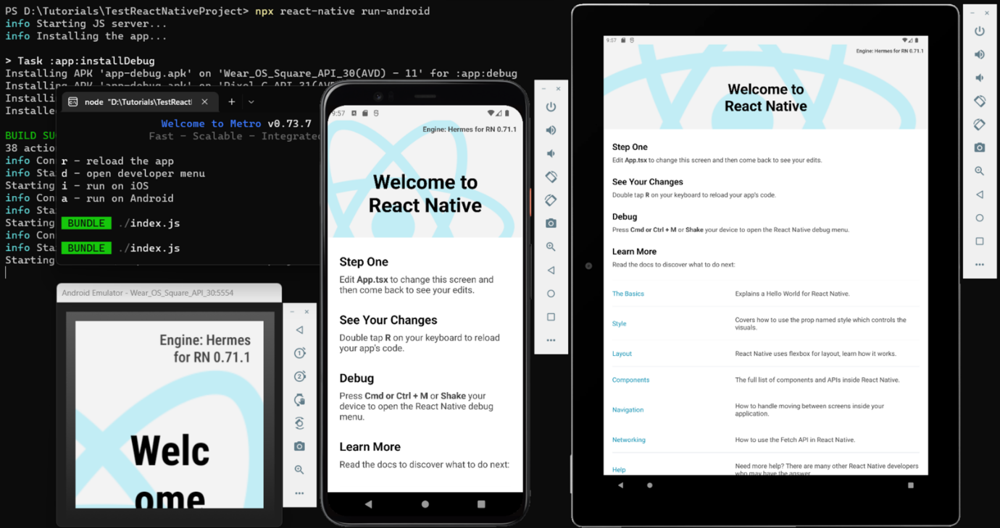 PS D:\Tutorials\TestReactNativeProject> npx react-native run-android
info Starting JS server...
info Installing the app...
> Task :app:installDebug
Installing APK 'app-debug.apk' on 'Wear_OS_Square_API_30(AVD) - 11' for :app:debug
Installing APK 'app-debug.apk' on 'Pixel_C_API_31(AVD
Installi
Installe
BUILD SU
38 actio
info Con
info Sta
Starting
info Con
info Sta
Starting
info Con
info Sta
Starting
node "D:\Tutorials\TestReactI
Welcome to Metro v0.73.7
Fast - Scalable - Integrated
r - reload the app
d - open developer menu
i - run on iOS
a - run on Android
BUNDLE ./index.js
BUNDLE ./index.js
Android Emulator - Wear_OS_Square_API_30:5554
Engine: Hermes
for RN 0.71.1
Welc
ome
9:57
Engine: Hermes for RN 0.71.1
Welcome to
React Native
Step One
Edit App.tsx to change this screen and
then come back to see your edits.
See Your Changes
Double tap R on your keyboard to reload
your app's code.
Debug
Press Cmd or Ctrl + M or Shake your
device to open the React Native debug
menu.
Learn More
Read the docs to discover what to do next:
9:57
Engine: Hermes for RN 0.71.1
Welcome to
React Native
Step One
Edit App.tsx to change this screen and then come back to see your edits.
See Your Changes
Double tap R on your keyboard to reload your app's code.
Debug
Press Cmd or Ctrl + M or Shake your device to open the React Native debug menu.
Learn More
Read the docs to discover what to do next:
The Basics Explains a Hello World for React Native.
Style Covers how to use the prop named style which controls the
visuals.
Layout React Native uses flexbox for layout, learn how it works.
Components The full list of components and APIs inside React Native.
Navigation How to handle moving between screens inside your
application.
Networking How to use the Fetch API in React Native.
Help Need more help? There are many other React Native developers
who may have the answer.